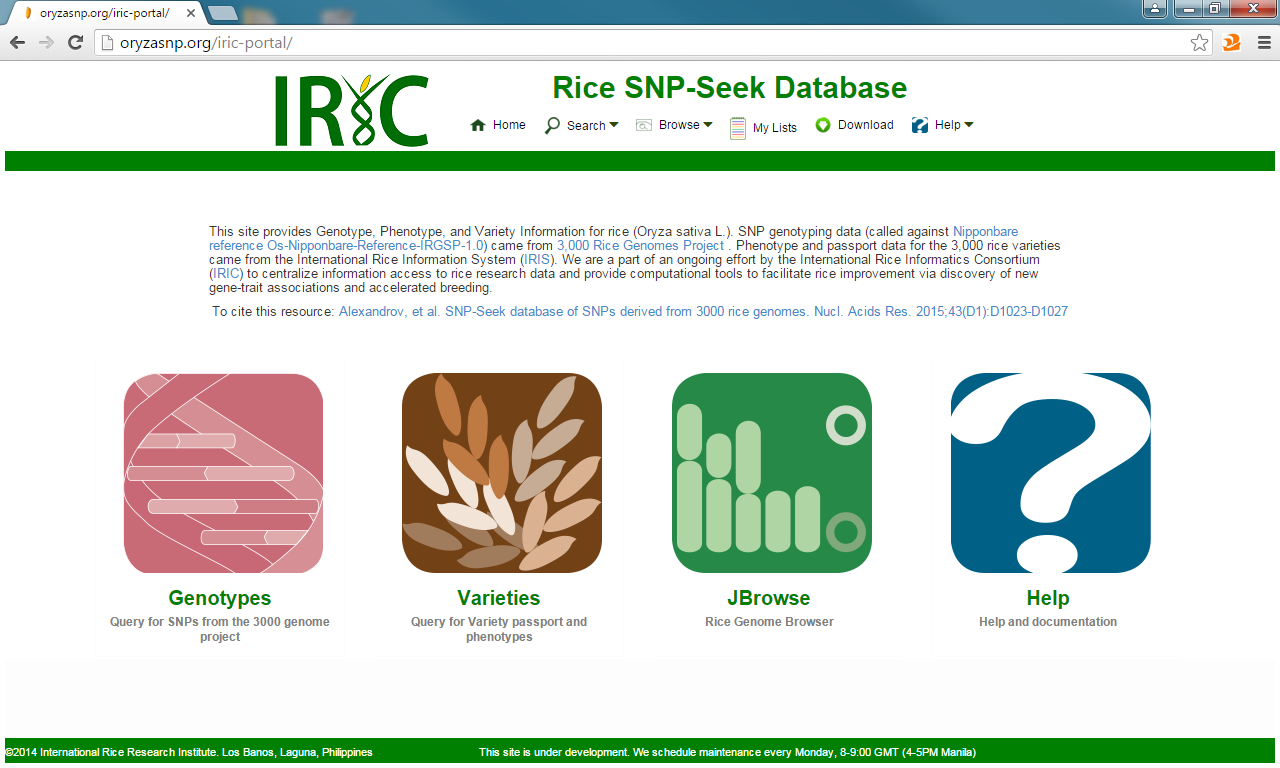 oryzasnp.org/iric-portal/
oryzasnp.org/iric-portal/
IRIC
Rice SNP-Seek Database
Home Search Browse My Lists Download Help
This site provides Genotype, Phenotype, and Variety Information for rice (Oryza sativa L.). SNP genotyping data (called against Nipponbare
reference Os-Nipponbare-Reference-IRGSP-1.0) came from 3,000 Rice Genomes Project . Phenotype and passport data for the 3,000 rice varieties
came from the International Rice Information System (IRIS). We are a part of an ongoing effort by the International Rice Informatics Consortium
(IRIC) to centralize information access to rice research data and provide computational tools to facilitate rice improvement via discovery of new
gene-trait associations and accelerated breeding.
To cite this resource: Alexandrov, et al. SNP-Seek database of SNPs derived from 3000 rice genomes. Nucl. Acids Res. 2015;43(D1):D1023-D1027
Genotypes
Query for SNPs from the 3000 genome
project
Varieties
Query for Variety passport and
phenotypes
JBrowse
Rice Genome Browser
Help
Help and documentation
©2014 International Rice Research Institute. Los Banos, Laguna, Philippines
This site is under development. We schedule maintenance every Monday, 8-9:00 GMT (4-5PM Manila)